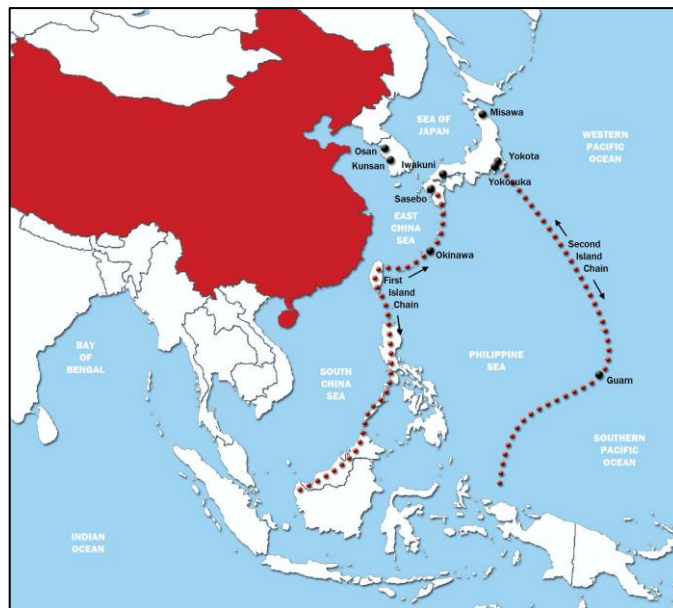 SEA OF
JAPAN
Misawa
WESTERN
PACIFIC
OCEAN
Osan
Kunsan
Iwakuni
Yokota
Yokosuka
Sasebo
EAST
CHINA
SEA
Okinawa
Second
Island
Chain
First
Island
Chain
BAY
OF
BENGAL
SOUTH
CHINA
SEA
PHILIPPINE
SEA
Guam
SOUTHERN
PACIFIC
OCEAN
INDIAN
OCEAN